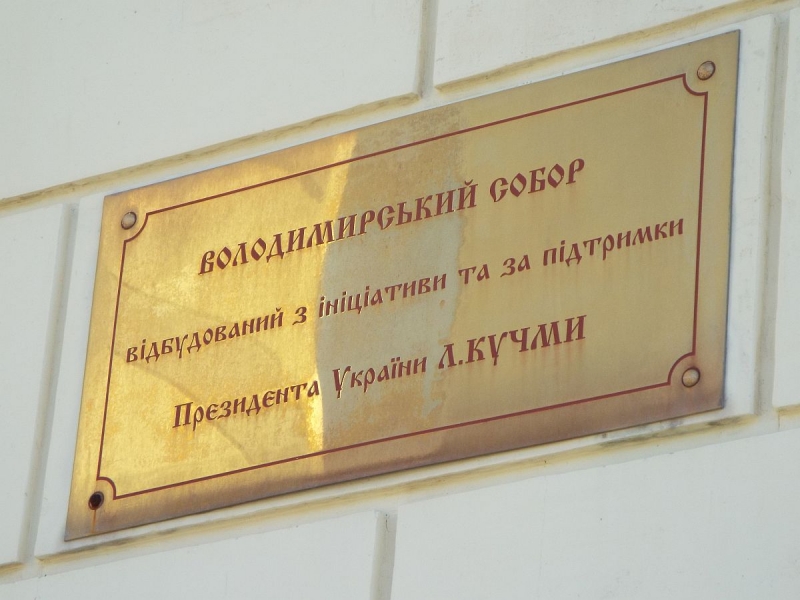 ВОЛОДИМИРСЬКИЙ СОБОР
відбудований з ініціативи та за підтримки
Президента України Л.КУЧМИ